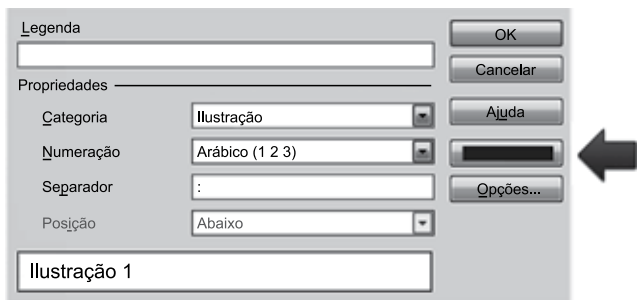 Legenda
OK
Cancelar
Propriedades
Categoria
Ilustração
Ajuda
Numeração
Arábico (1 2 3)
Separador
:
Opções...
Posição
Abaixo
Ilustração 1